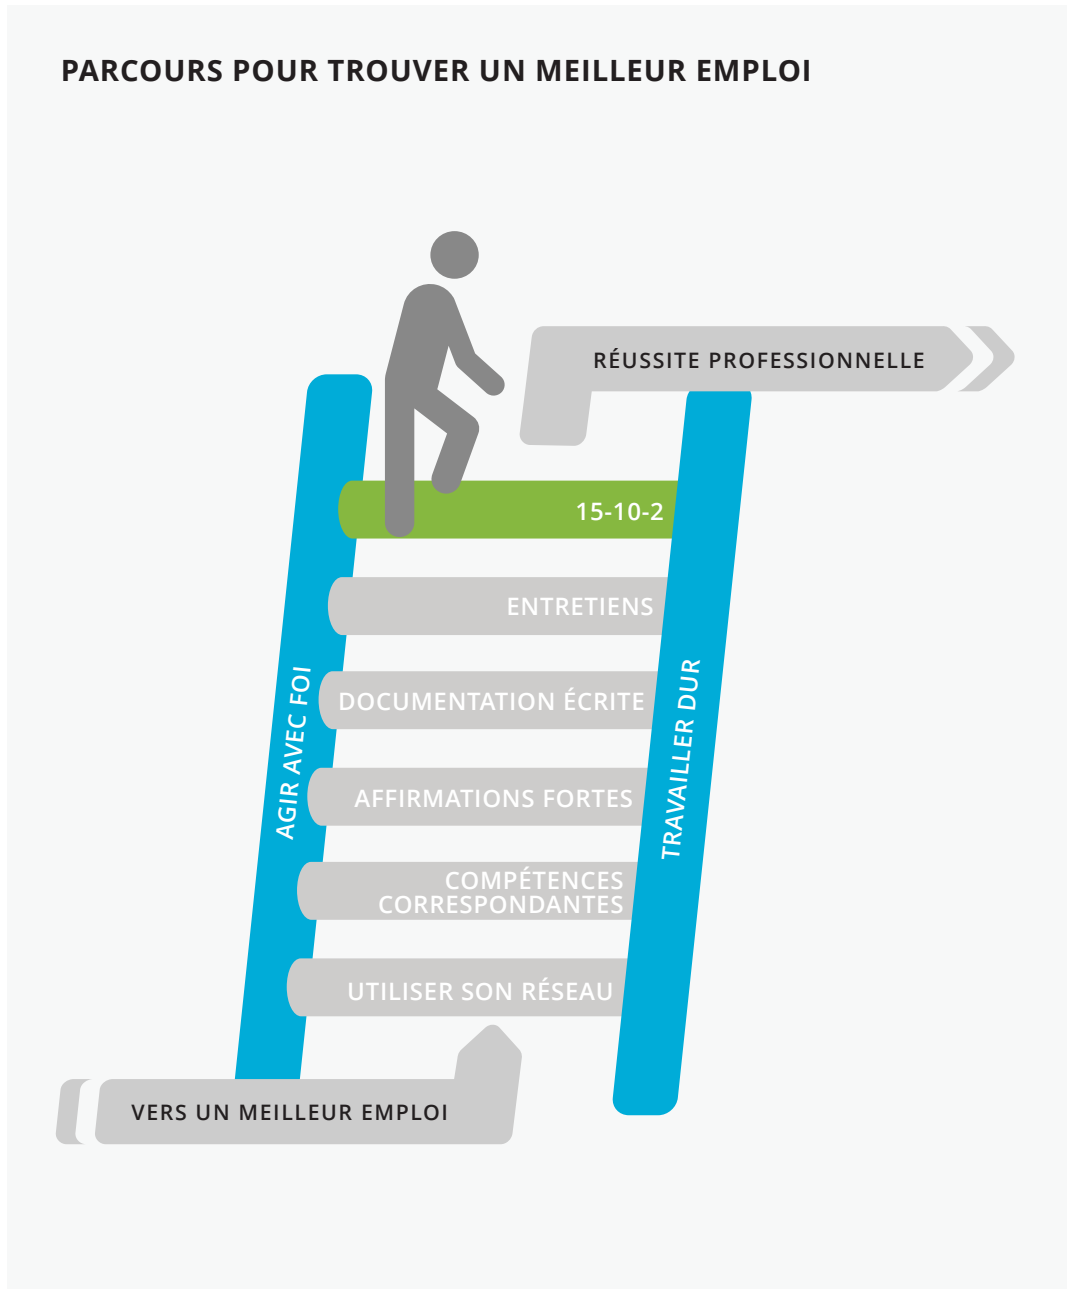 PARCOURS POUR TROUVER UN MEILLEUR EMPLOI
RÉUSSITE PROFESSIONNELLE
15-10-2
ENTRETIENS
DOCUMENTATION ÉCRITE
AFFIRMATIONS FORTES
COMPÉTENCES
CORRESPONDANTES
UTILISER SON RÉSEAU
AGIR AVEC FOI
TRAVAILLER DUR
VERS UN MEILLEUR EMPLOI